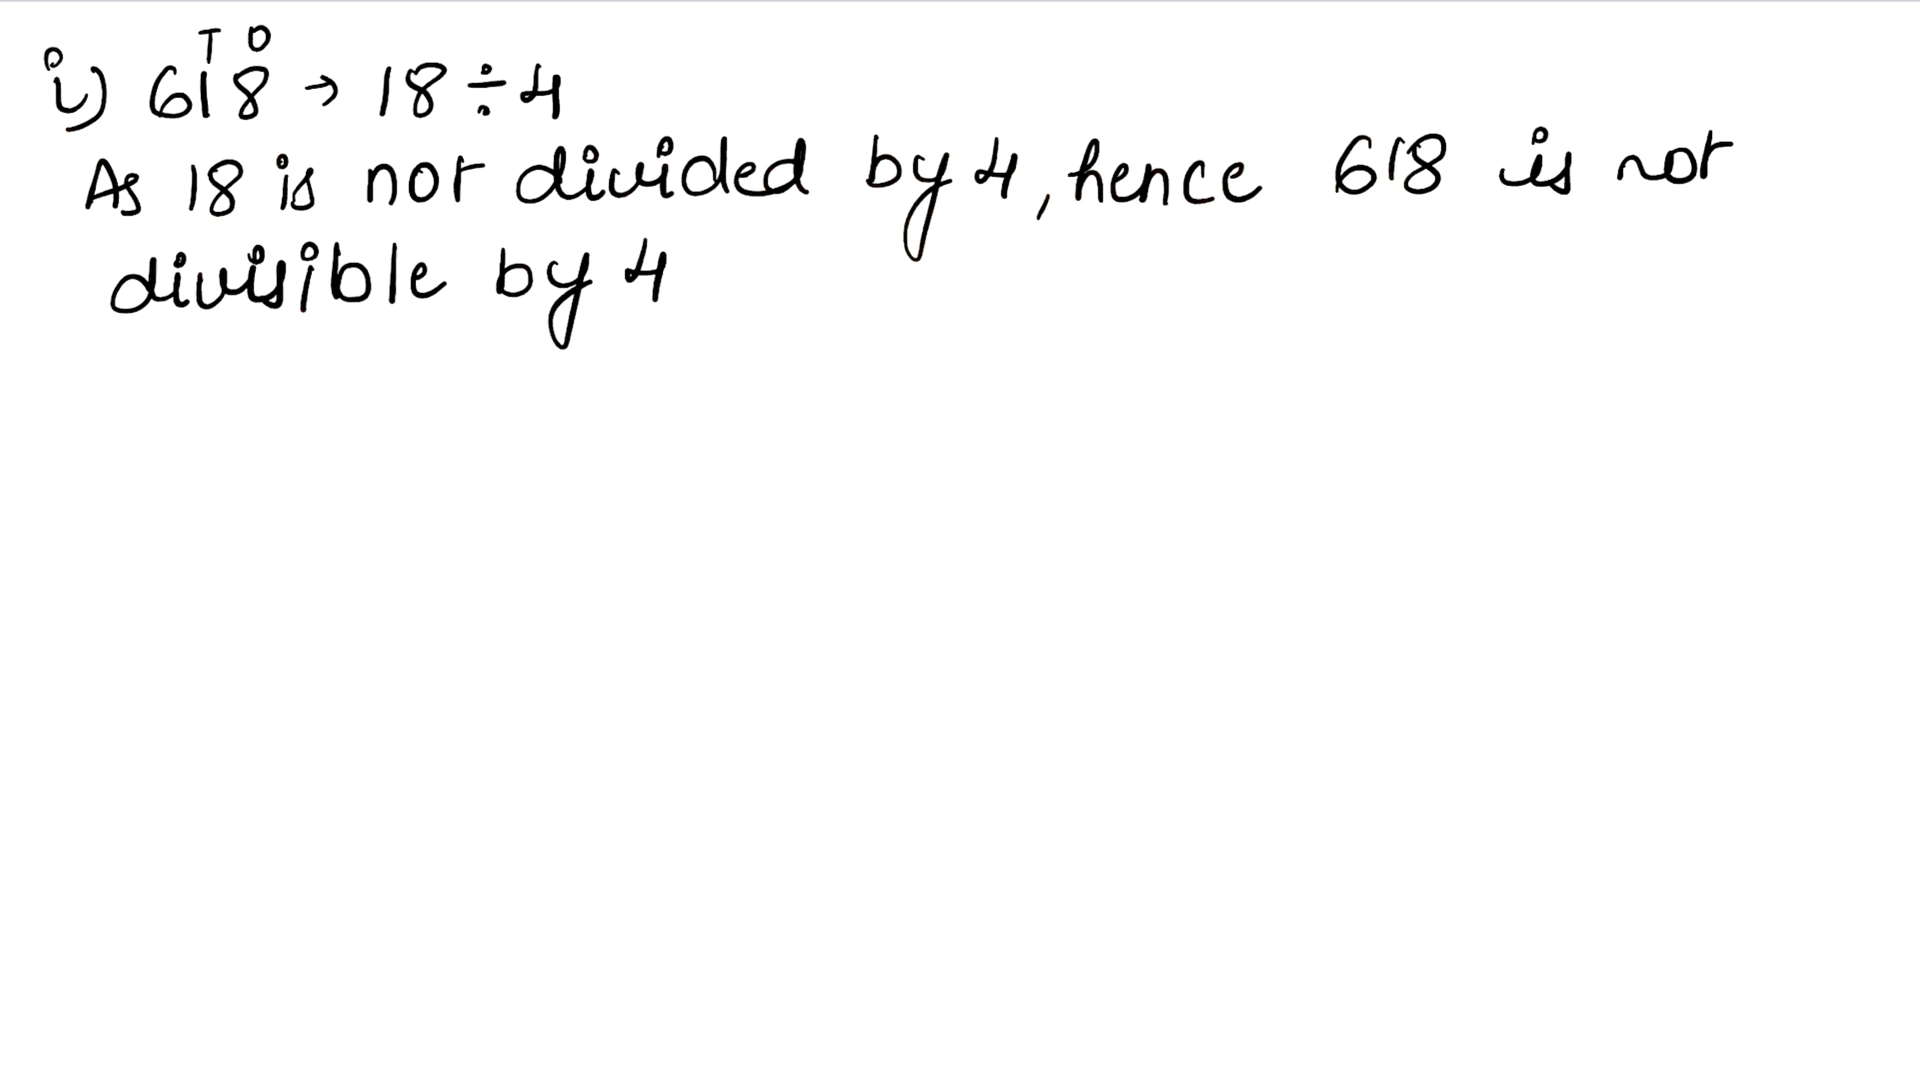 T O
i) 618 → 18 ÷ 4
As 18 is not divided by 4, hence 618 is not
divisible by 4